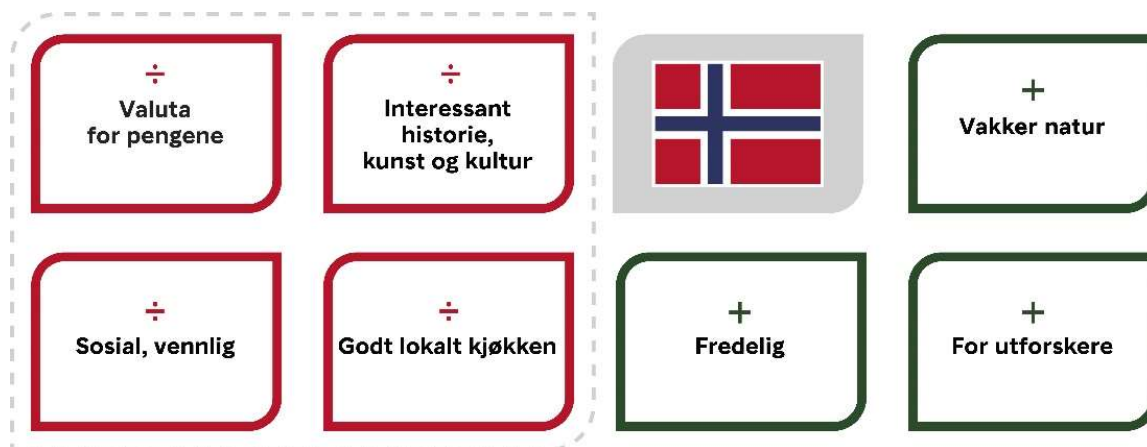 ÷
Valuta
for pengene
÷
Interessant
historie,
kunst og kultur
+
Vakker natur
÷
Sosial, vennlig
÷
Godt lokalt kjøkken
+
Fredelig
+
For utforskere